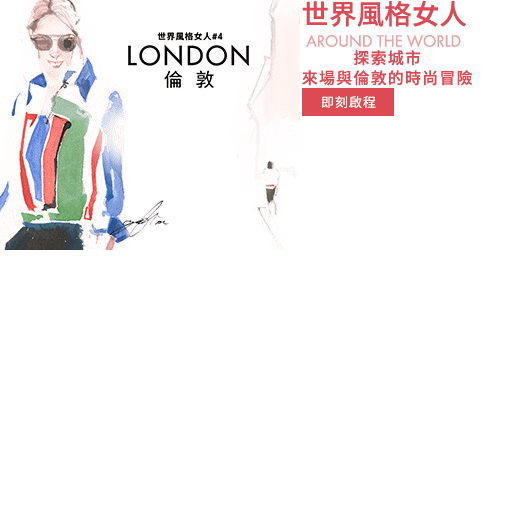 世界風格女人#4
LONDON
倫敦
世界風格女人
AROUND THE WORLD
探索城市
來場與倫敦的時尚冒險
即刻啟程